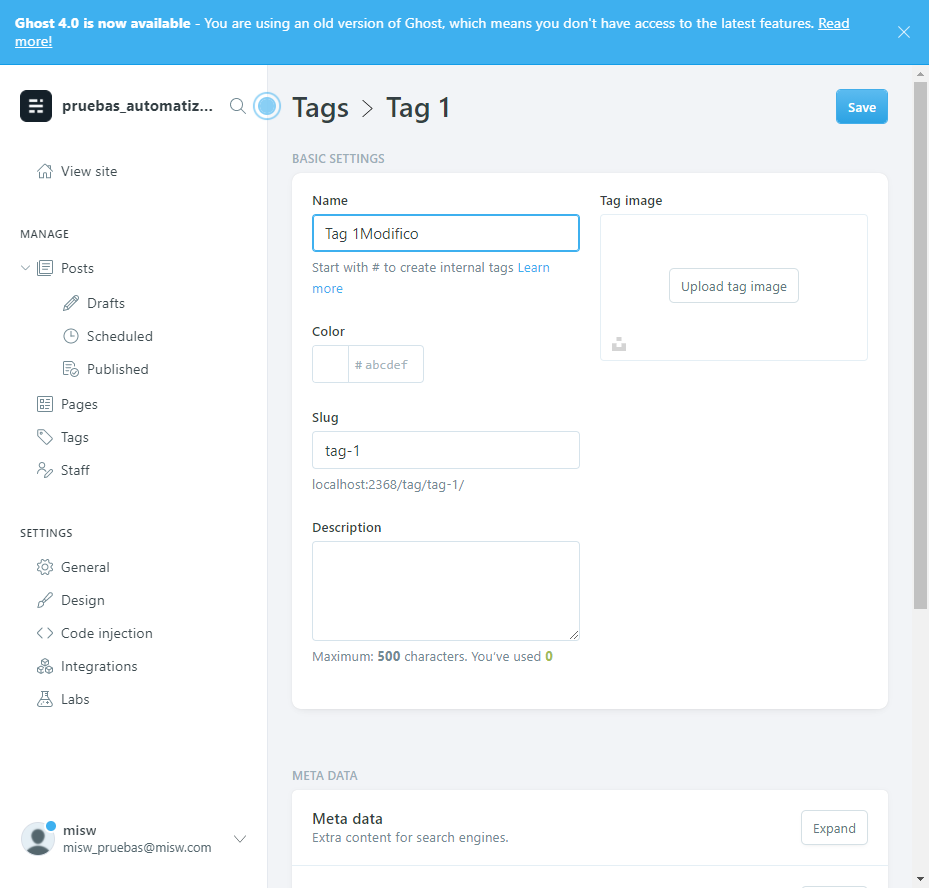 Ghost 4.0 is now available - You are using an old version of Ghost, which means you don't have access to the latest features. Read
more!
pruebas_automatiz...
View site
MANAGE
Posts
Drafts
Scheduled
Published
Pages
Tags
Staff
SETTINGS
General
Design
Code injection
Integrations
Labs
misw
misw_pruebas@misw.com
Tags > Tag 1
Save
BASIC SETTINGS
Name
Tag 1Modifico
Start with # to create internal tags Learn
more
Color
# abcdef
Slug
tag-1
localhost:2368/tag/tag-1/
Description
Maximum: 500 characters. You've used 0
Tag image
Upload tag image
META DATA
Meta data
Extra content for search engines.
Expand